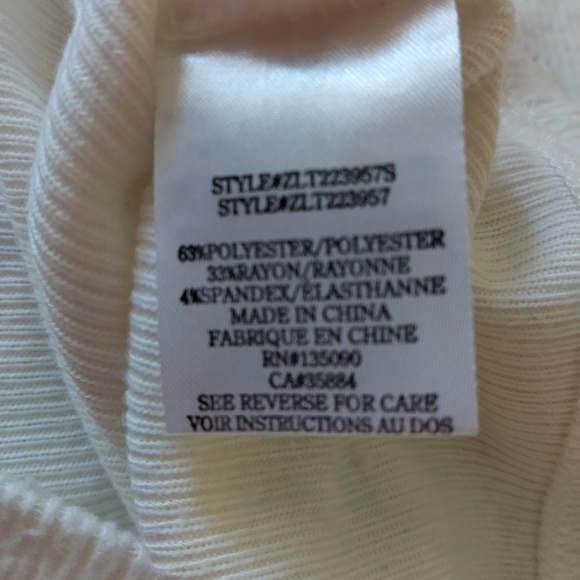 STYLE#ZLT223957S
STYLE#ZLT223957
63%POLYESTER/POLYESTER
33%RAYON/RAYONNE
4%SPANDEX/ÉLASTHANNE
MADE IN CHINA
FABRIQUE EN CHINE
RN#135090
CA#35884
SEE REVERSE FOR CARE
VOIR INSTRUCTIONS AU DOS